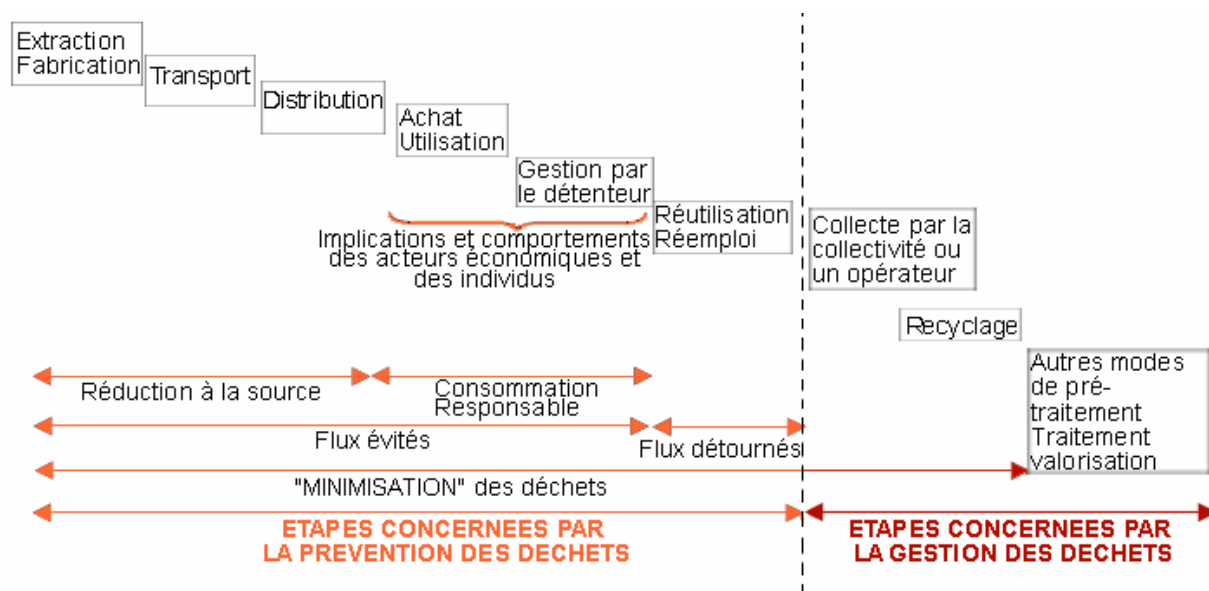 Extraction
Fabrication
Transport
Distribution
Achat
Utilisation
Gestion par
le détenteur
Réutilisation
Réemploi
Implications et comportements
des acteurs économiques et
des individus
Collecte par la
collectivité ou
un opérateur
Recyclage
Autres modes
de pré-
traitement
Traitement
valorisation
Réduction à la source
Consommation
Responsable
Flux évités
Flux détournés
"MINIMISATION" des déchets
ETAPES CONCERNEES PAR
LA PREVENTION DES DECHETS
ETAPES CONCERNEES PAR
LA GESTION DES DECHETS